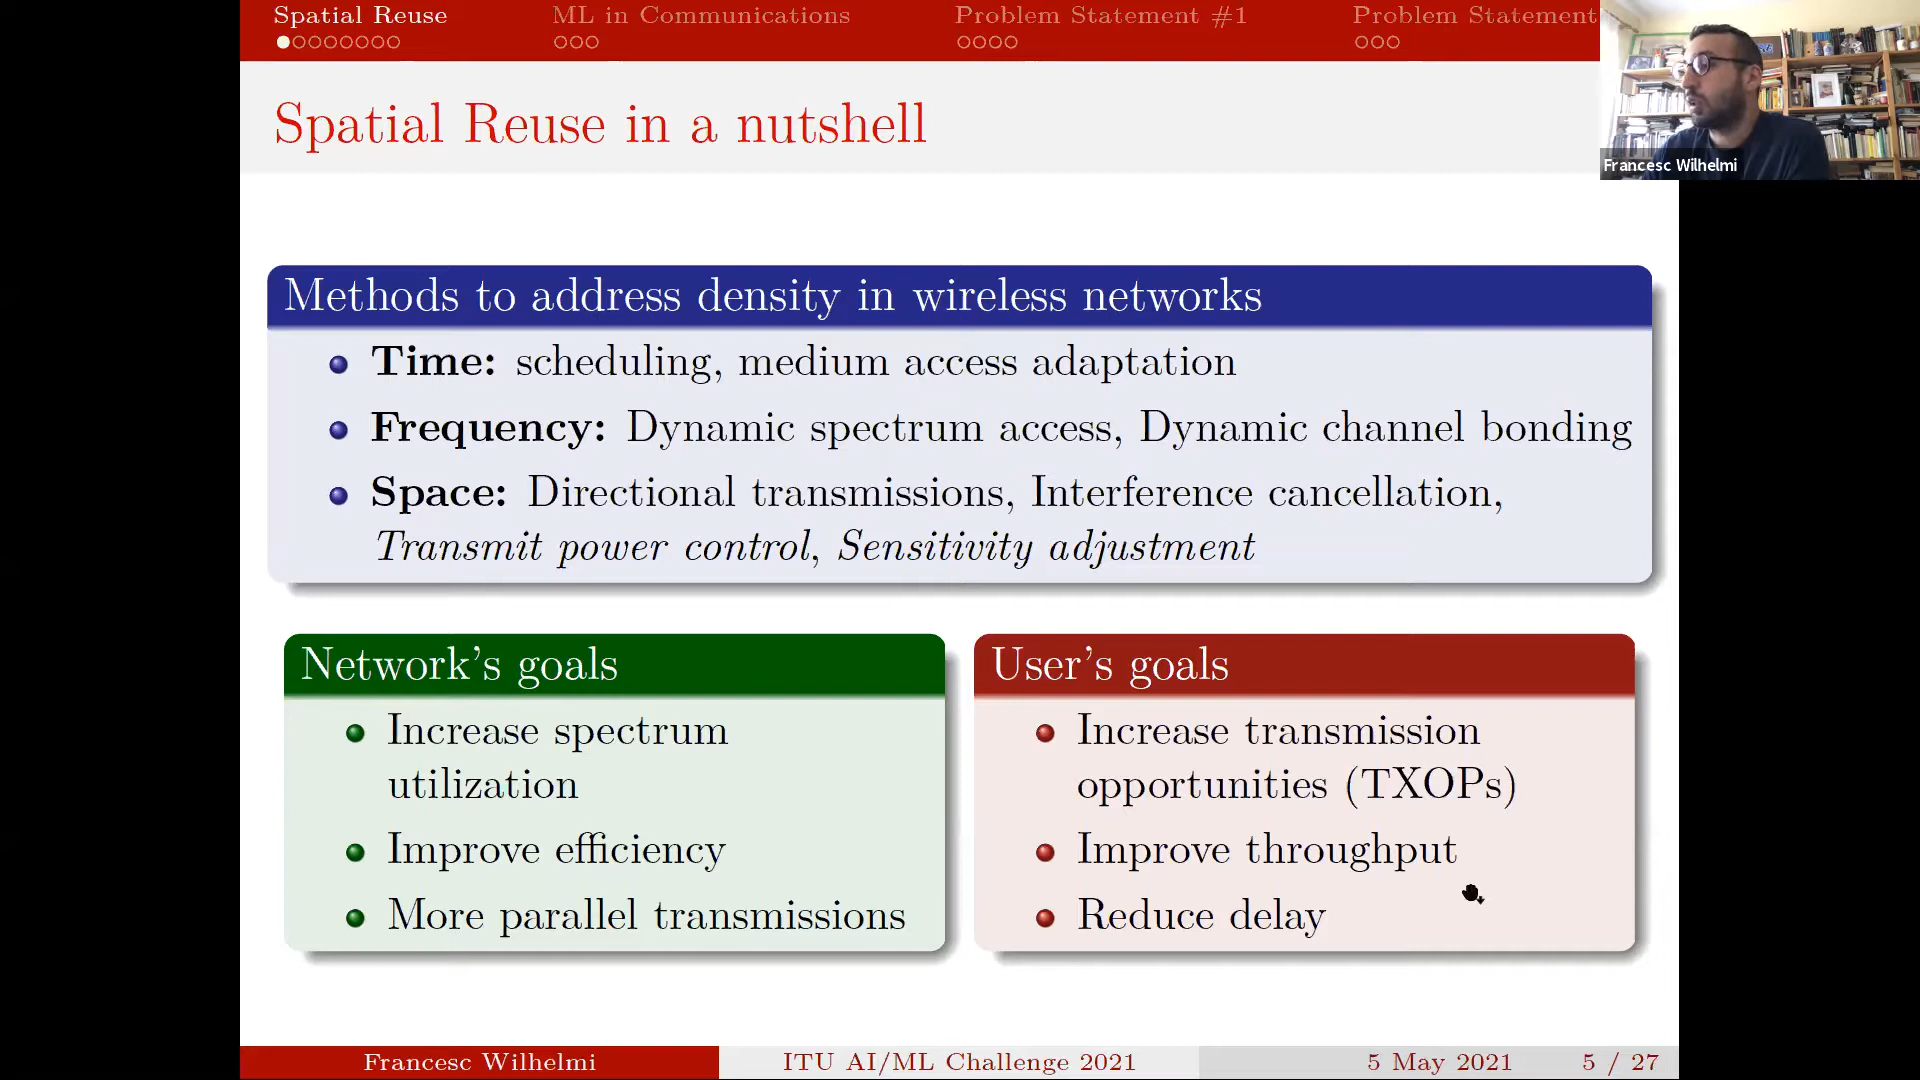 Spatial Reuse
ML in Communications
Problem Statement #1
Problem Statement
Francesc Wilhelmi
Spatial Reuse in a nutshell
Methods to address density in wireless networks
Time: scheduling, medium access adaptation
Frequency: Dynamic spectrum access, Dynamic channel bonding
Space: Directional transmissions, Interference cancellation,
Transmit power control, Sensitivity adjustment
Network's goals
Increase spectrum
utilization
Improve efficiency
More parallel transmissions
User's goals
Increase transmission
opportunities (TXOPs)
Improve throughput
Reduce delay
Francesc Wilhelmi
ITU AI/ML Challenge 2021
5 May 2021
5 / 27